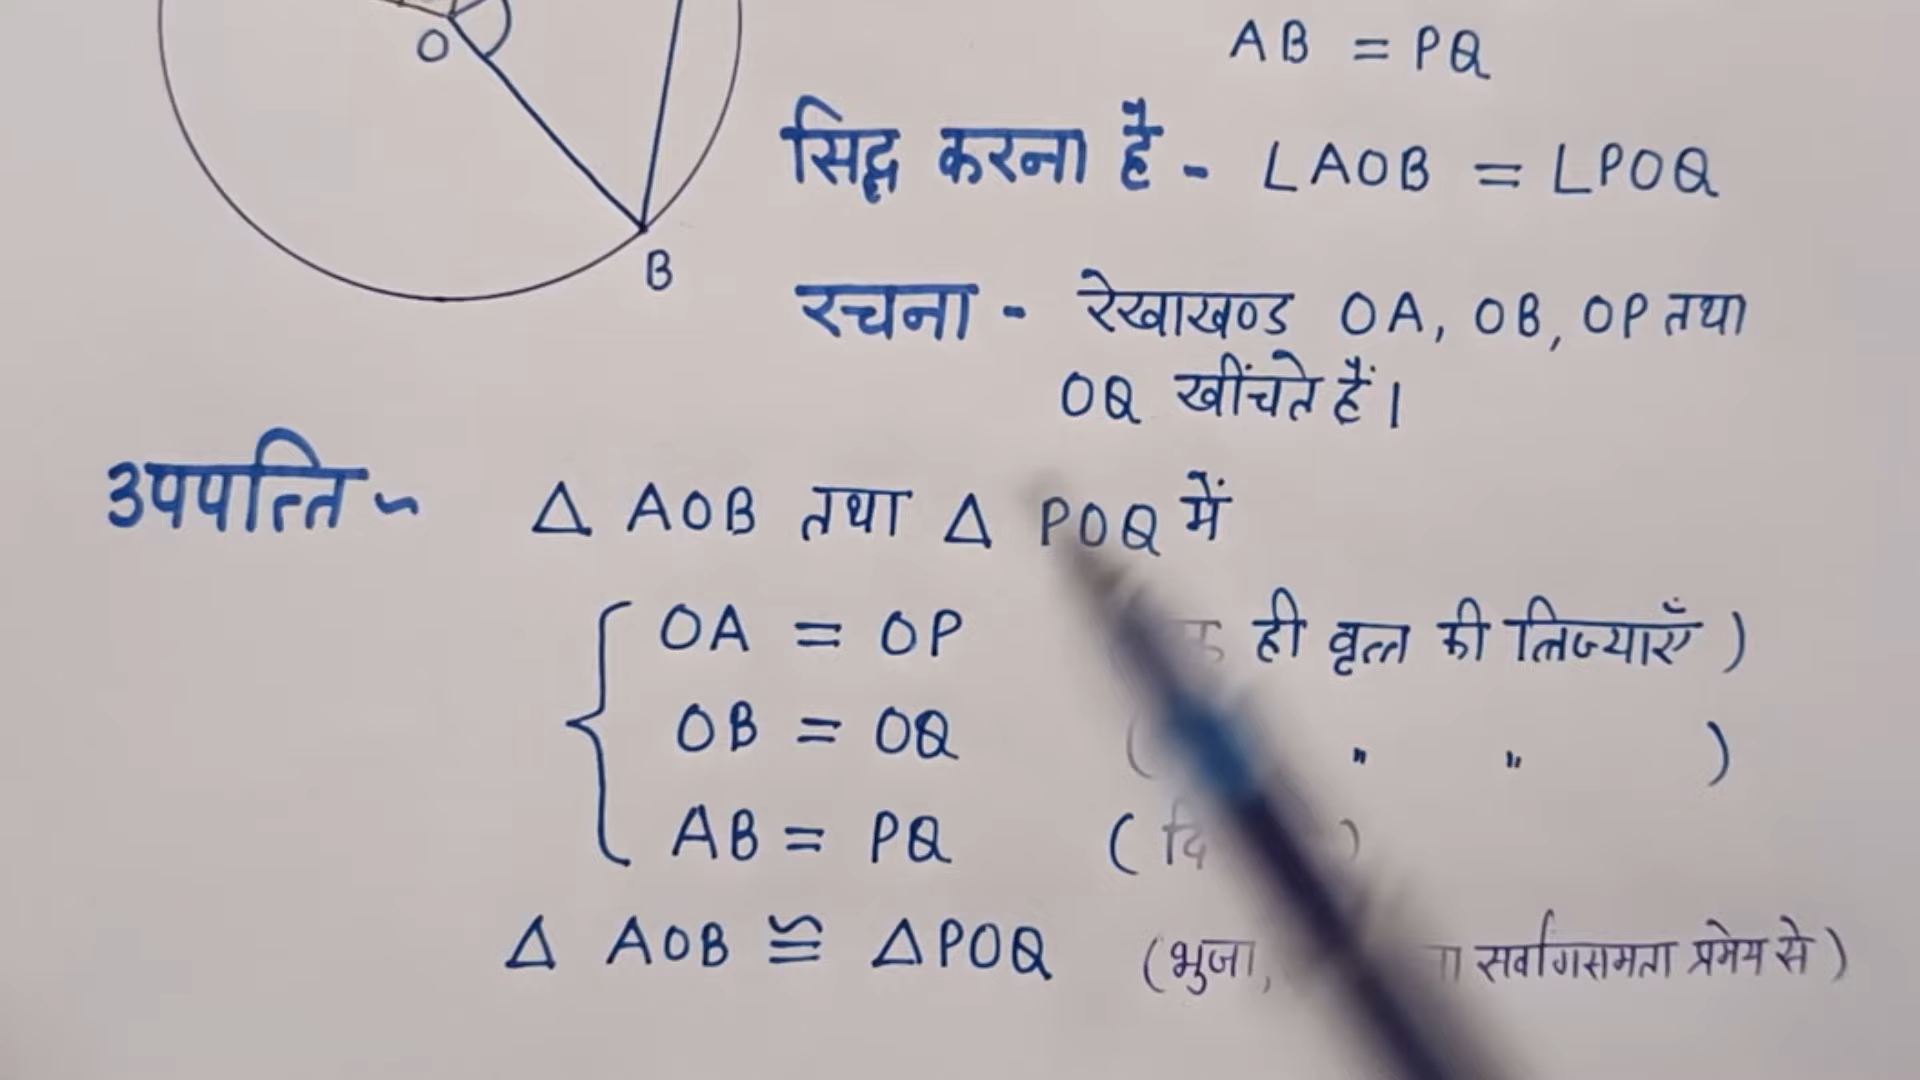 O
B
AB = PQ
सिद्ध करना है - ∠AOB = ∠POQ
रचना - रेखाखण्ड OA, OB, OP तथा
OQ खींचते हैं।
उपपत्ति ~ Δ AOB तथा Δ POQ में
OA = OP ही वृत्त की त्रिज्याएँ )
OB = OQ ( " " )
AB = PQ ( )
Δ AOB ≅ ΔPOQ (भुजा, सर्वांगसमता प्रमेय से )